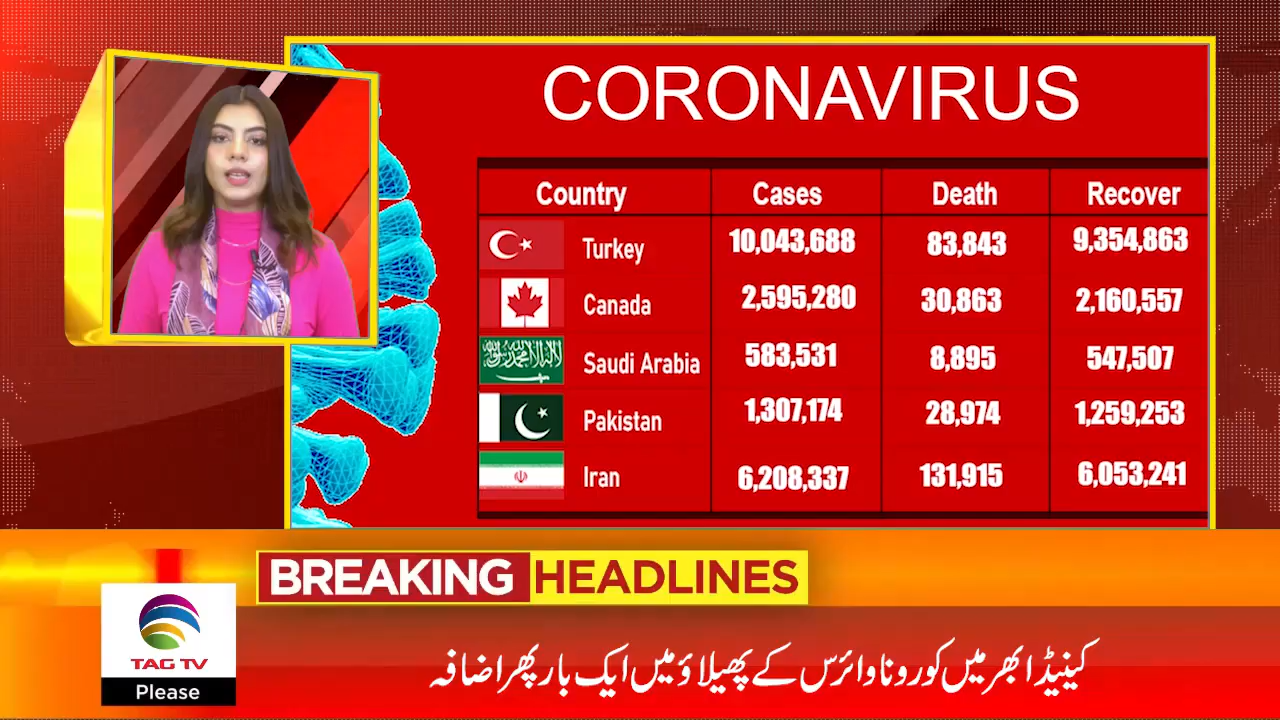 CORONAVIRUS
Country Cases Death Recover
Turkey 10,043,688 83,843 9,354,863
Canada 2,595,280 30,863 2,160,557
Saudi Arabia 583,531 8,895 547,507
Pakistan 1,307,174 28,974 1,259,253
Iran 6,208,337 131,915 6,053,241
BREAKING HEADLINES
کینیڈا بھر میں کورونا وائرس کے پھیلاؤ میں ایک بار پھر اضافہ
TAG TV
Please